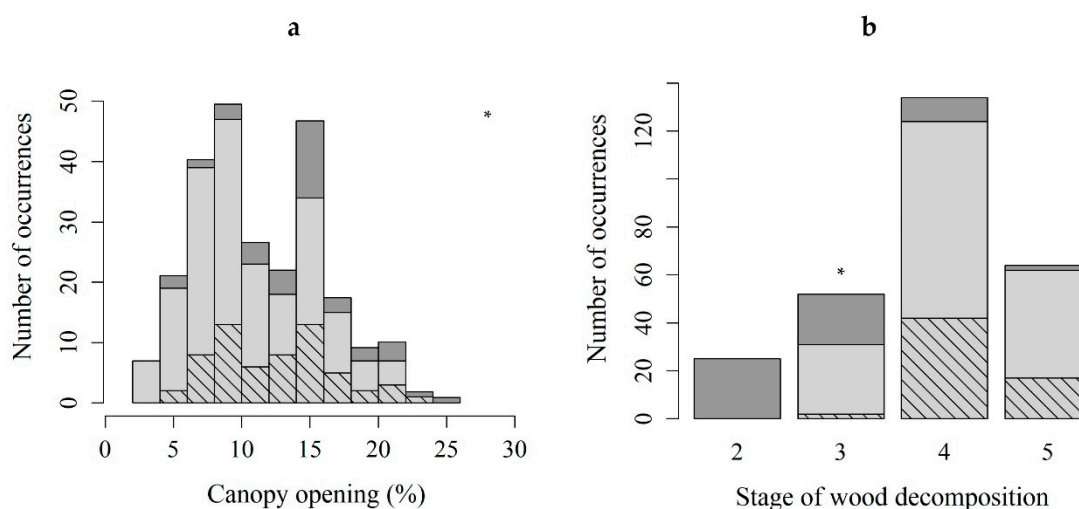 a
Number of occurrences
50
40
30
20
10
0
*
0 5 10 15 20 25 30
Canopy opening (%)
b
Number of occurrences
120
80
60
40
20
0
*
2 3 4 5
Stage of wood decomposition